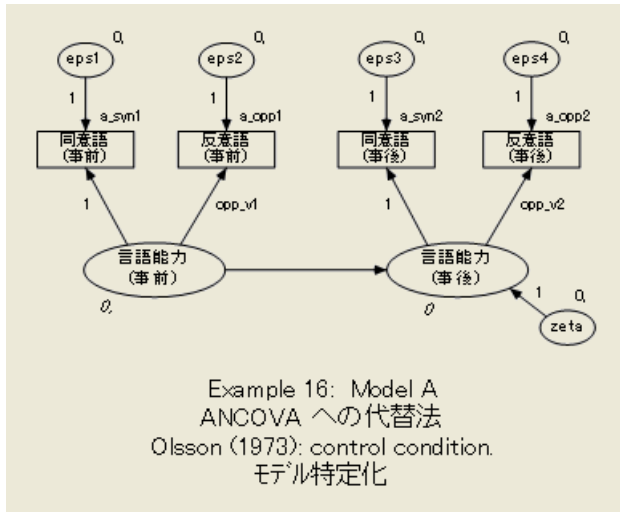 0,
0,
0,
0,
eps1
eps2
eps3
eps4
1
a_syn1
1
a_opp1
1
a_syn2
1
a_opp2
同意語
(事前)
反意語
(事前)
同意語
(事後)
反意語
(事後)
1
opp_v1
1
opp_v2
言語能力
(事前)
言語能力
(事後)
0,
0
1
0,
zeta
Example 16: Model A
ANCOVA への代替法
Olsson (1973): control condition.
モデル特定化